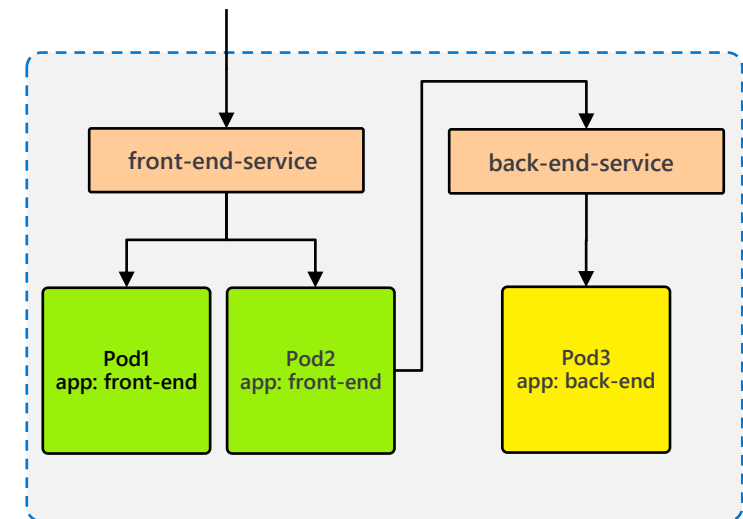 front-end-service
back-end-service
Pod1
app: front-end
Pod2
app: front-end
Pod3
app: back-end